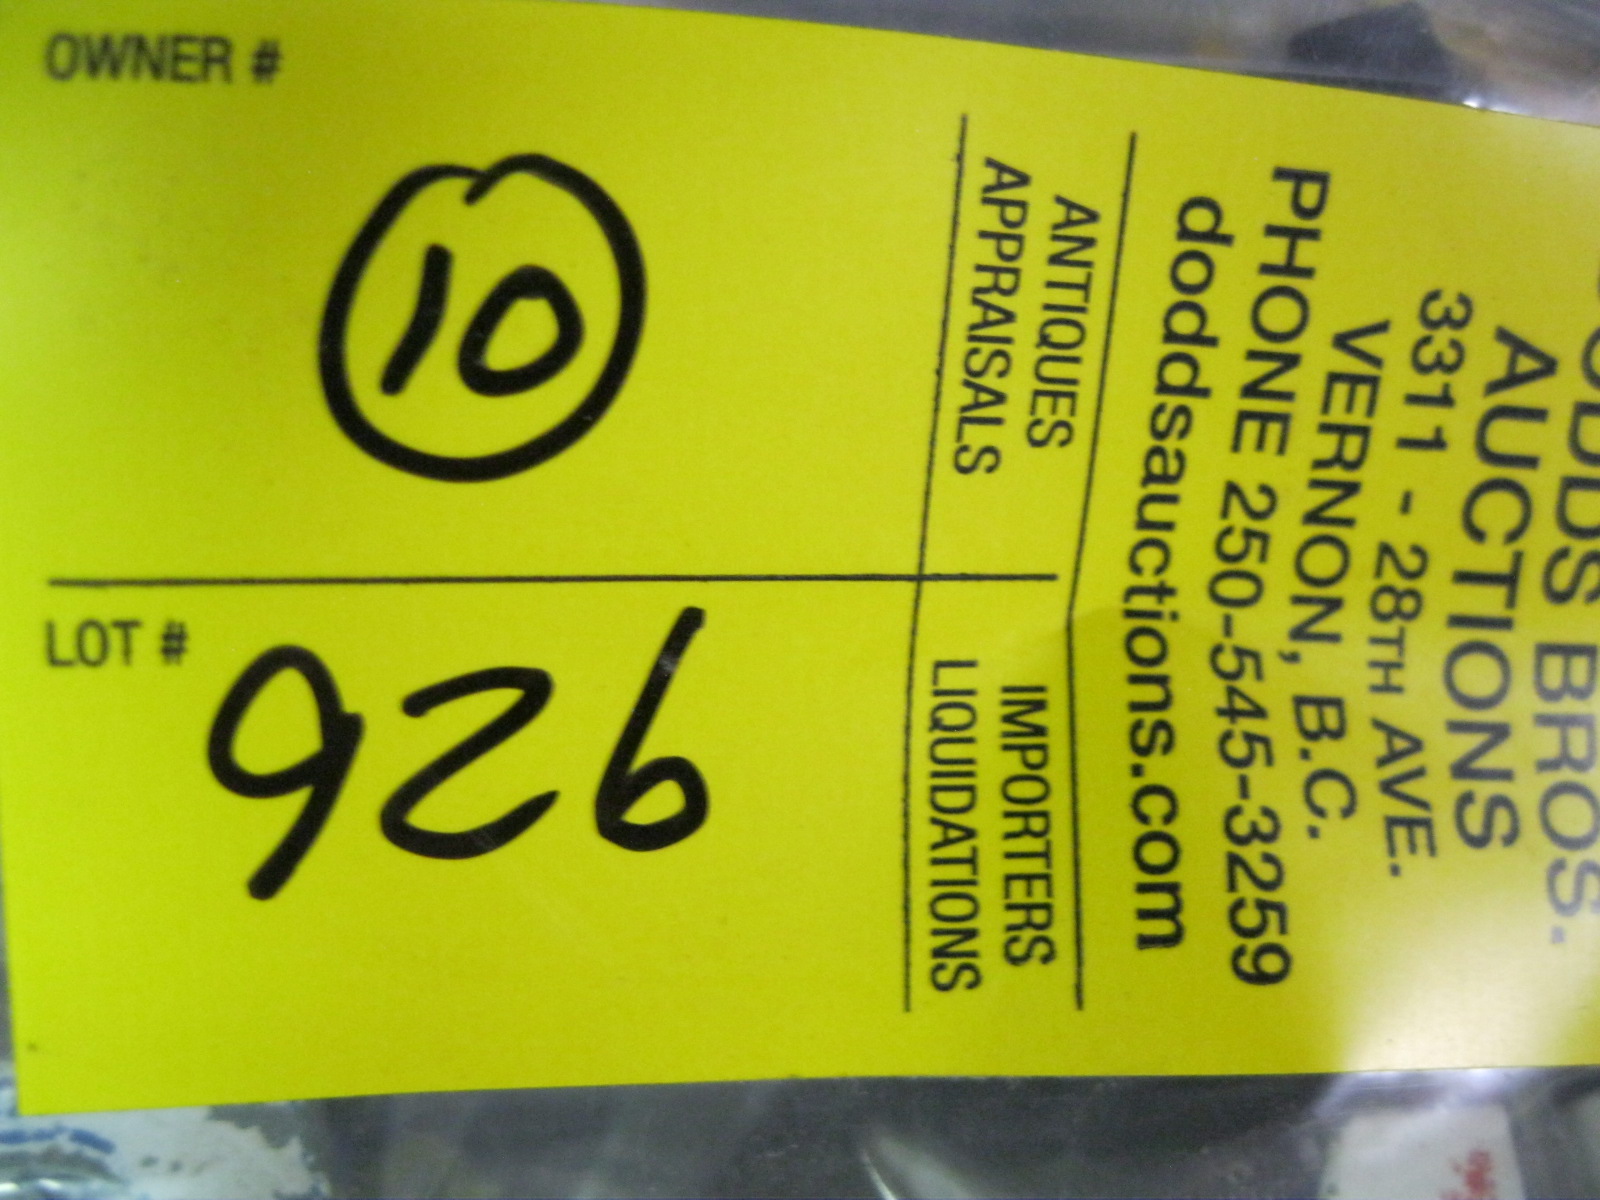 DODDS BROS.
AUCTIONS
3311 - 28TH AVE.
VERNON, B.C.
PHONE 250-545-3259
doddsauctions.com
ANTIQUES
APPRAISALS
IMPORTERS
LIQUIDATIONS
OWNER #
10
LOT #
926